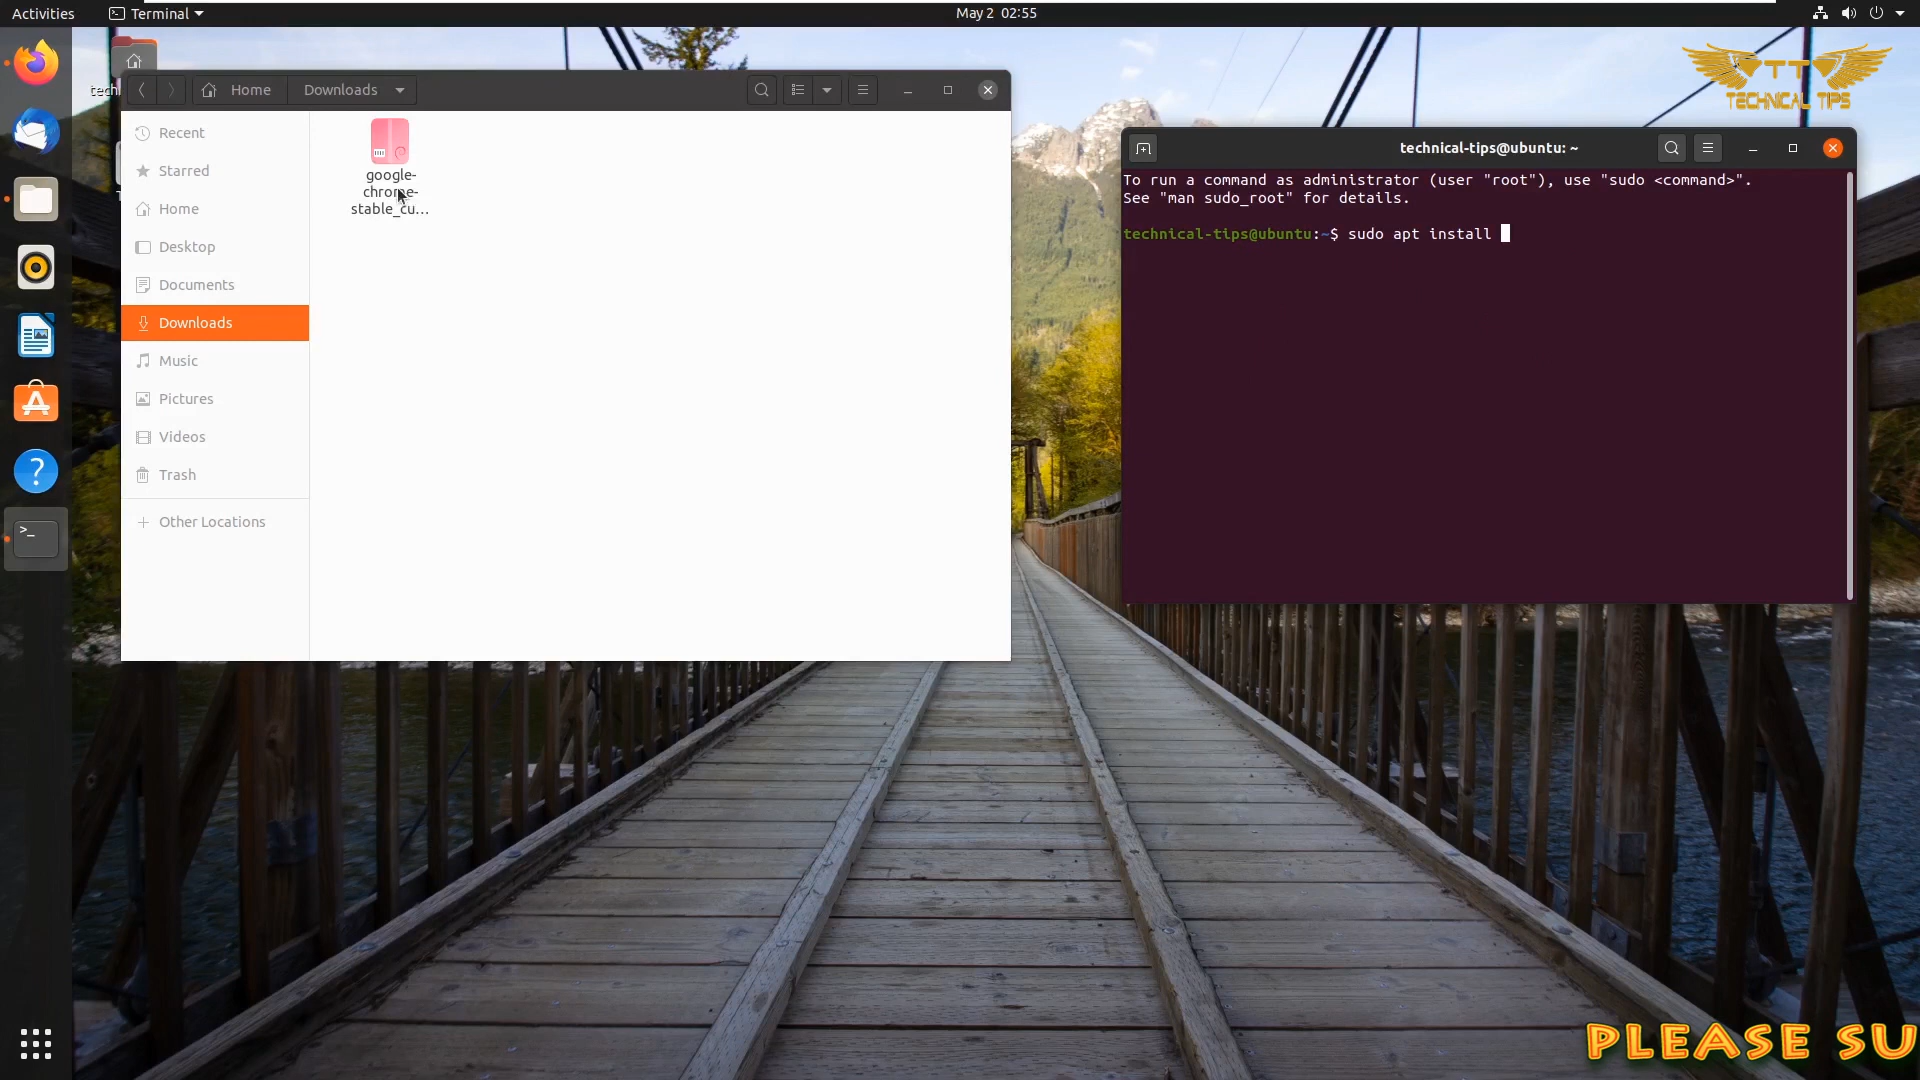 Activities
Terminal
May 2 02:55
TT
TECHNICAL TIPS
tech
Home
Downloads
Recent
Starred
Home
Desktop
Documents
Downloads
Music
Pictures
Videos
Trash
Other Locations
google-
chrome-
stable_cu...
technical-tips@ubuntu: ~
To run a command as administrator (user "root"), use "sudo <command>".
See "man sudo_root" for details.
technical-tips@ubuntu:~$ sudo apt install
PLEASE SU